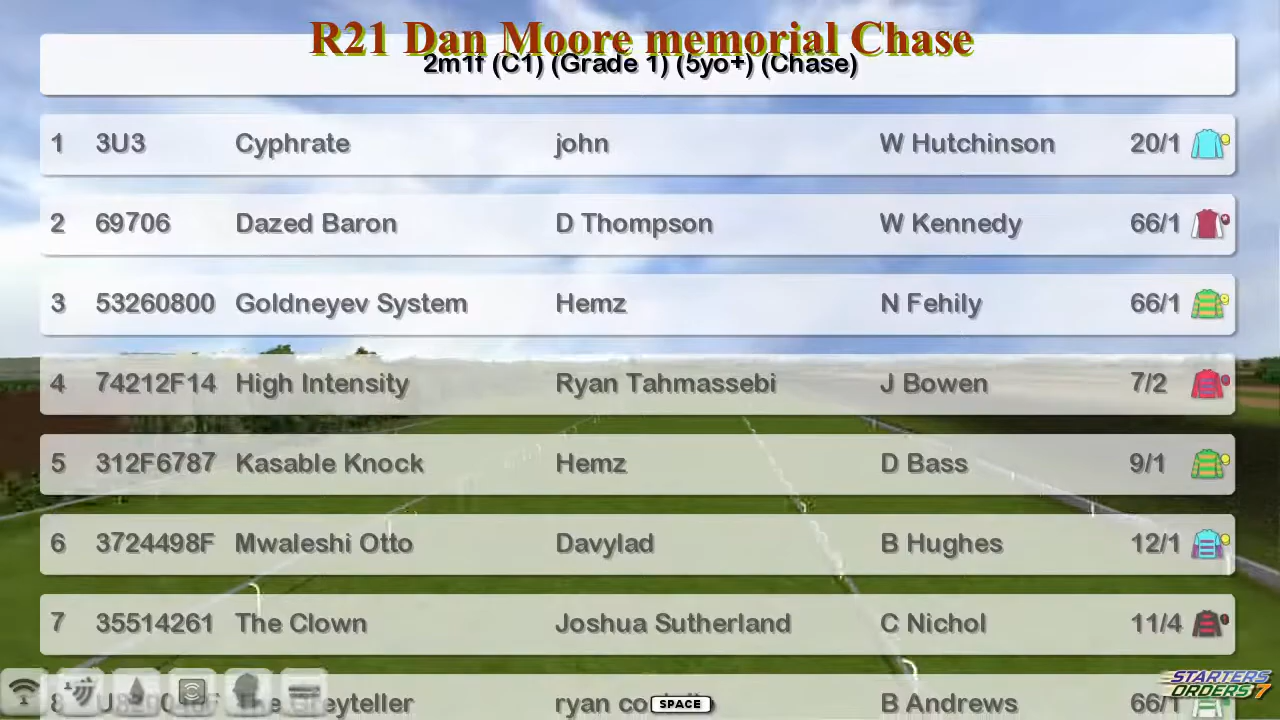 R21 Dan Moore memorial Chase
2m1f (C1) (Grade 1) (5yo+) (Chase)
1 3U3 Cyphrate john W Hutchinson 20/1
2 69706 Dazed Baron D Thompson W Kennedy 66/1
3 53260800 Goldneyev System Hemz N Fehily 66/1
4 74212F14 High Intensity Ryan Tahmassebi J Bowen 7/2
5 312F6787 Kasable Knock Hemz D Bass 9/1
6 3724498F Mwaleshi Otto Davylad B Hughes 12/1
7 35514261 The Clown Joshua Sutherland C Nichol 11/4
8 The Greyteller ryan B Andrews 66/1
SPACE
STARTERS ORDERS 7